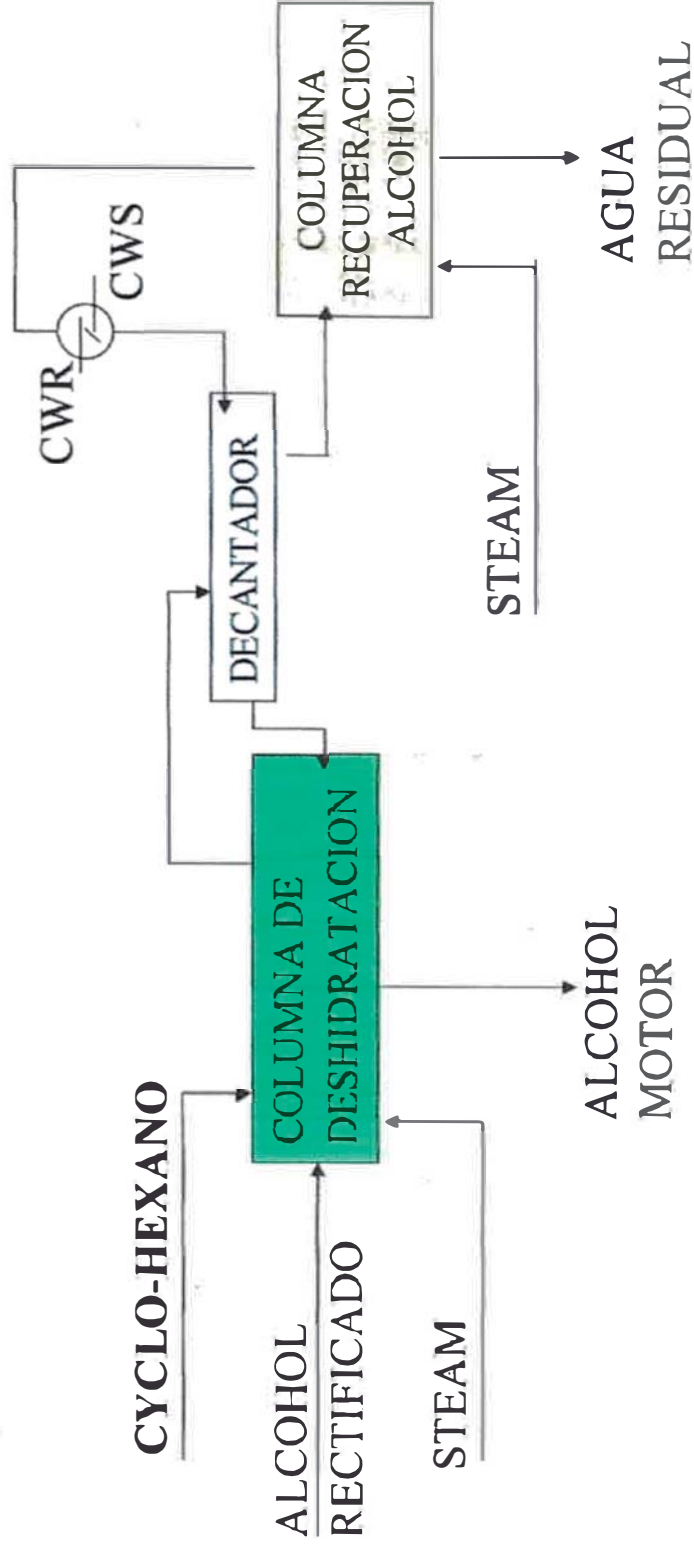 CYCLO-HEXANO
ALCOHOL
RECTIFICADO
STEAM
COLUMNA DE
DESHIDRATACION
ALCOHOL
MOTOR
DECANTADOR
CWR
CWS
STEAM
COLUMNA
RECUPERACION
ALCOHOL
AGUA
RESIDUAL